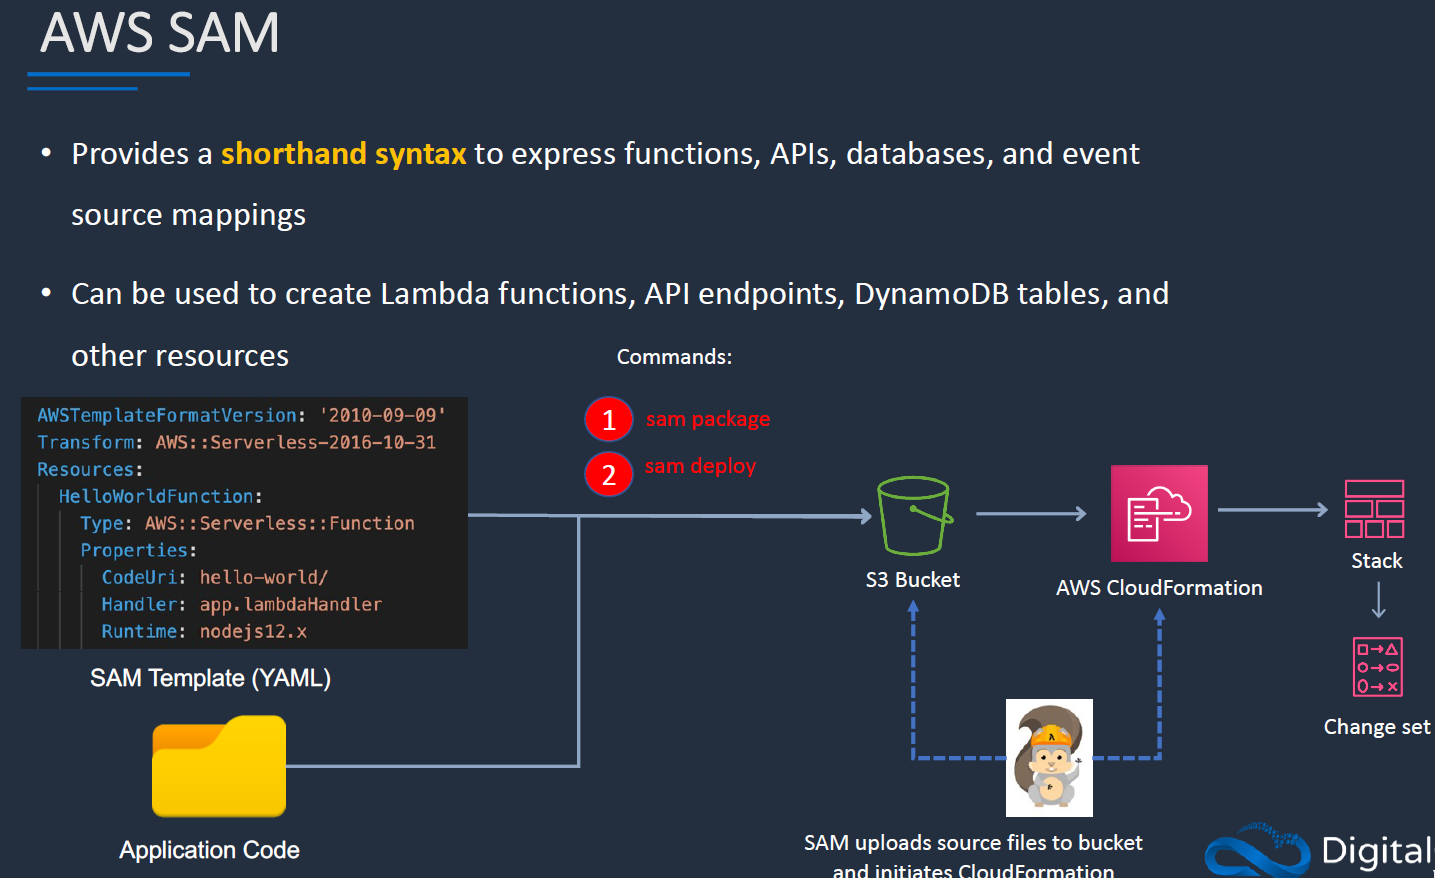 AWS SAM
• Provides a shorthand syntax to express functions, APIs, databases, and event
source mappings
• Can be used to create Lambda functions, API endpoints, DynamoDB tables, and
other resources
Commands:
1 sam package
2 sam deploy
AWSTemplateFormatVersion: '2010-09-09'
Transform: AWS::Serverless-2016-10-31
Resources:
HelloWorldFunction:
Type: AWS::Serverless::Function
Properties:
CodeUri: hello-world/
Handler: app.lambdaHandler
Runtime: nodejs12.x
SAM Template (YAML)
Application Code
S3 Bucket
AWS CloudFormation
Stack
Change set
SAM uploads source files to bucket
and initiates CloudFormation
Digital